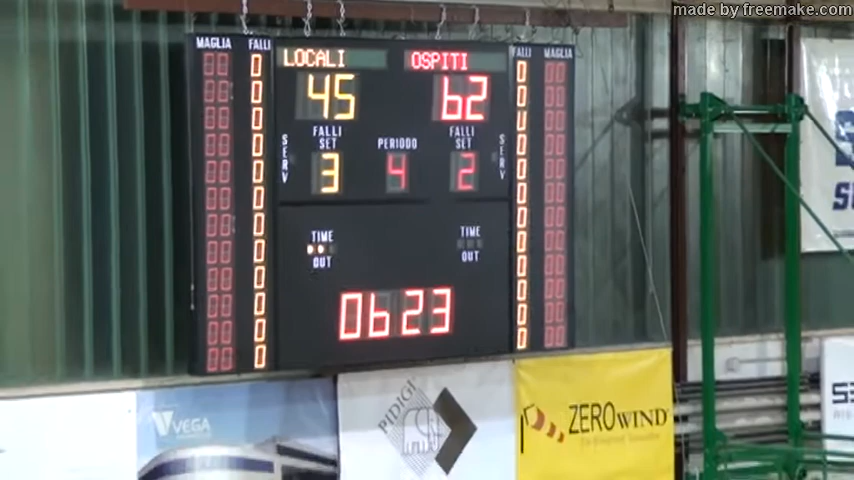 made by freemake.com
MAGLIA FALLI LOCALI OSPITI FALLI MAGLIA
45 62
FALLI SET PERIODO FALLI SET
SERV 3 4 2 SERV
TIME OUT TIME OUT
0623
VEGA
PIDIGI
ZEROWIND